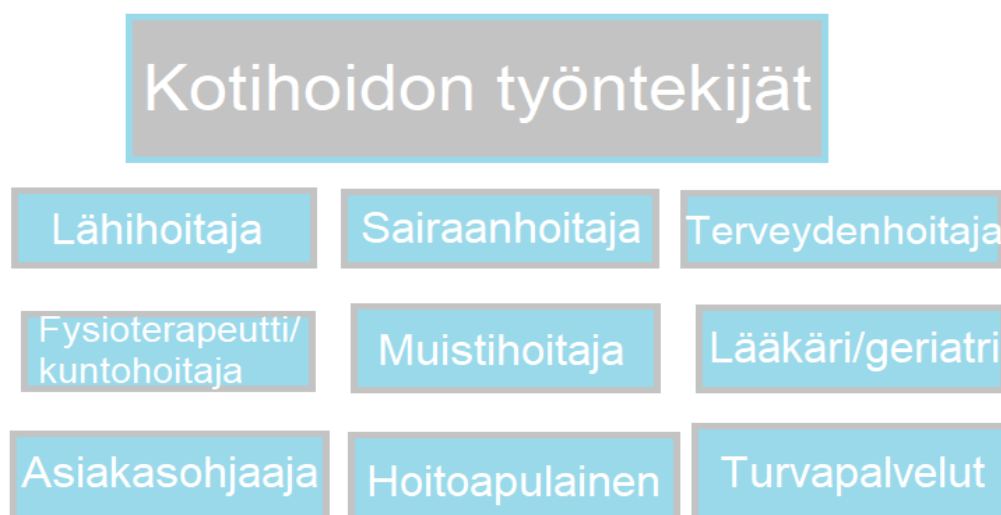 Kotihoidon työntekijät
Lähihoitaja
Sairaanhoitaja
Terveydenhoitaja
Fysioterapeutti/
kuntohoitaja
Muistihoitaja
Lääkäri/geriatri
Asiakasohjaaja
Hoitoapulainen
Turvapalvelut